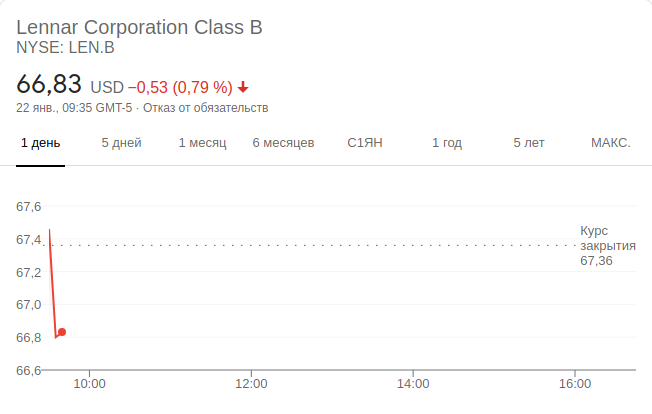 Lennar Corporation Class B
NYSE: LEN.B
66,83 USD −0,53 (0,79 %)
22 янв., 09:35 GMT-5 · Отказ от обязательств
1 день 5 дней 1 месяц 6 месяцев С1ЯН 1 год 5 лет МАКС.
67,6
67,4
67,2
67,0
66,8
66,6
Курс
закрытия
67,36
10:00 12:00 14:00 16:00